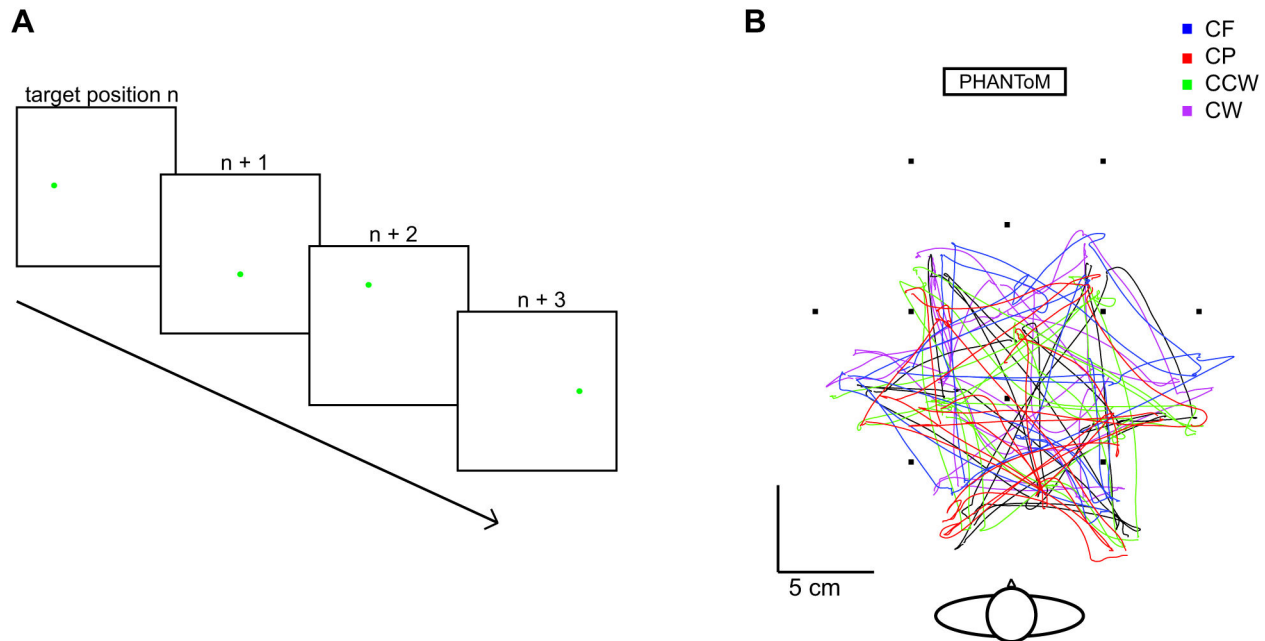 A
target position n
n + 1
n + 2
n + 3
B
PHANToM
CF
CP
CCW
CW
5 cm